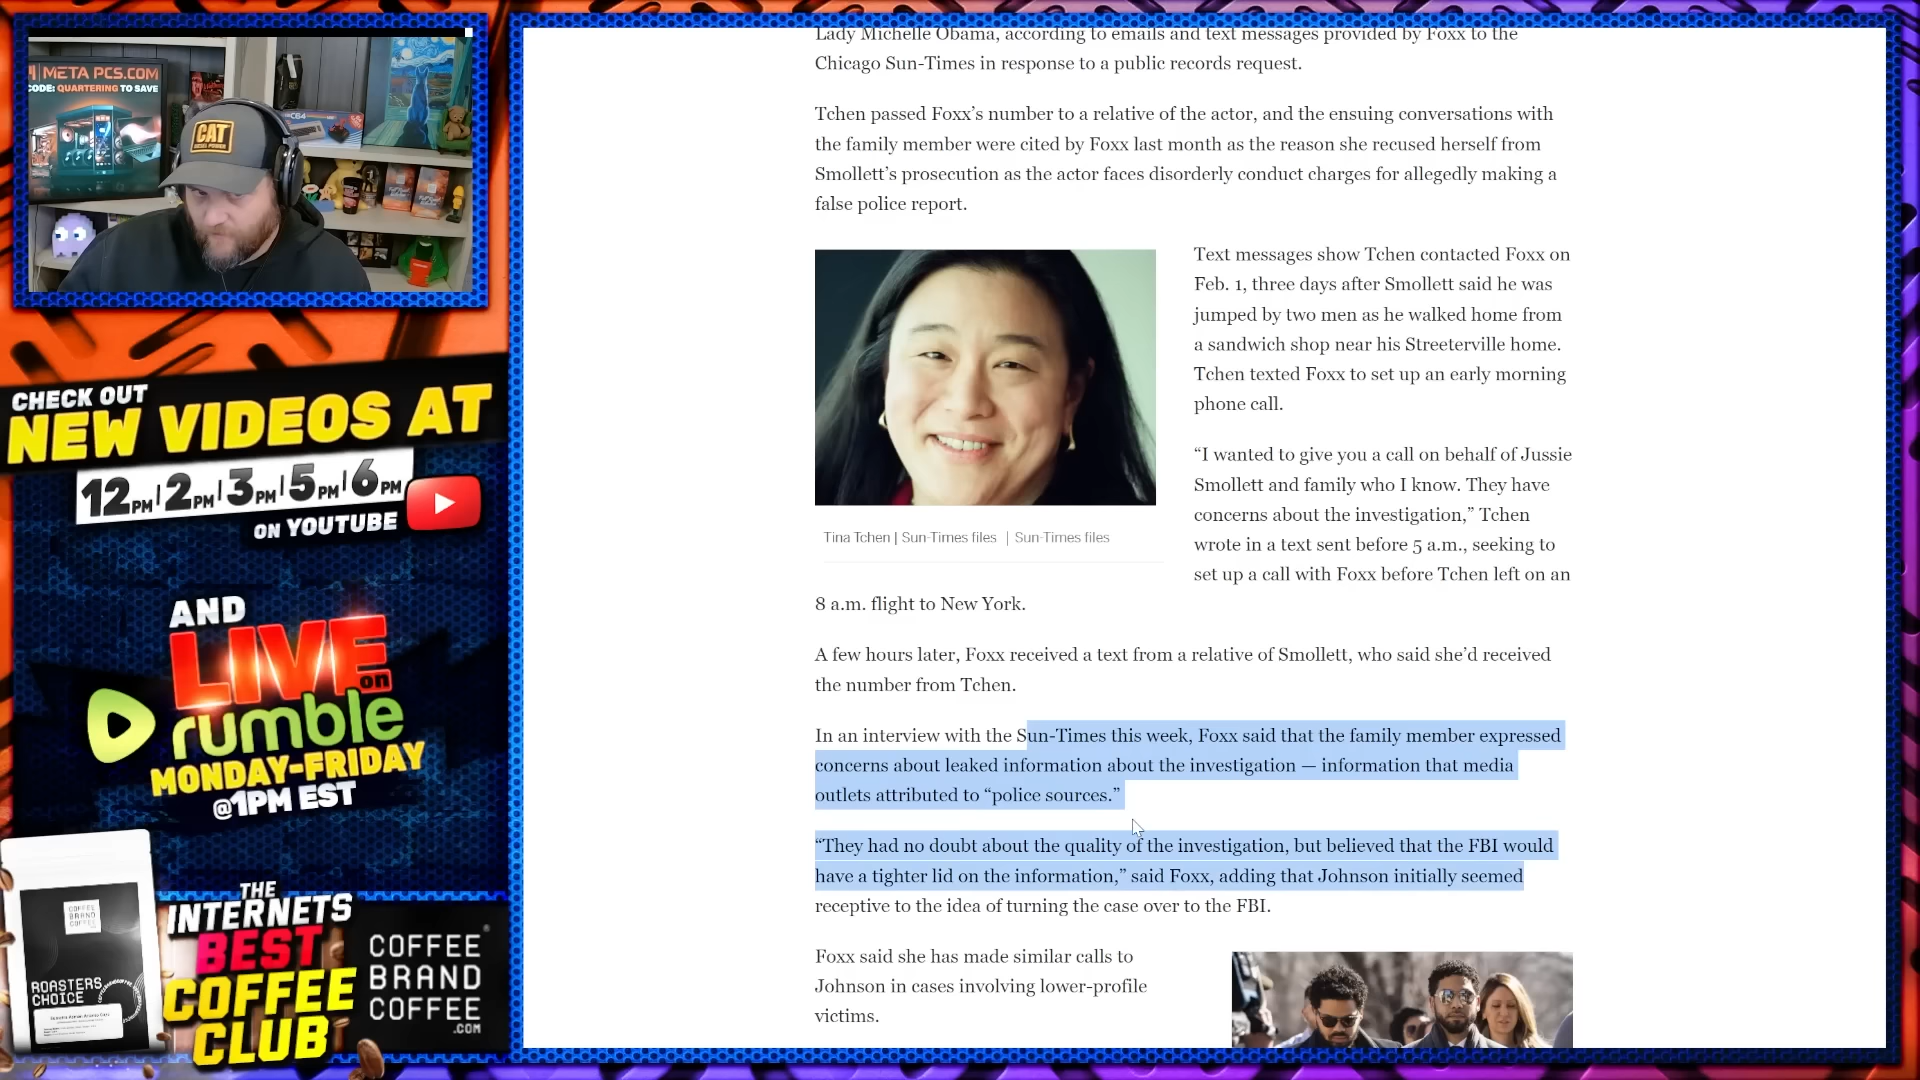 META PCS.COM
CODE: QUARTERING TO SAVE
CAT
DIESEL POWER
C64
CHECK OUT
NEW VIDEOS AT
12PM | 2PM | 3PM | 5PM | 6PM
ON YOUTUBE
AND
LIVE
on
rumble
MONDAY-FRIDAY
@1PM EST
COFFEE
BRAND
COFFEE
ROASTERS
CHOICE
THE
INTERNETS
BEST
COFFEE
CLUB
COFFEE
BRAND
COFFEE
.COM
Lady Michelle Obama, according to emails and text messages provided by Foxx to the
Chicago Sun-Times in response to a public records request.
Tchen passed Foxx’s number to a relative of the actor, and the ensuing conversations with
the family member were cited by Foxx last month as the reason she recused herself from
Smollett’s prosecution as the actor faces disorderly conduct charges for allegedly making a
false police report.
Tina Tchen | Sun-Times files | Sun-Times files
Text messages show Tchen contacted Foxx on
Feb. 1, three days after Smollett said he was
jumped by two men as he walked home from
a sandwich shop near his Streeterville home.
Tchen texted Foxx to set up an early morning
phone call.
“I wanted to give you a call on behalf of Jussie
Smollett and family who I know. They have
concerns about the investigation,” Tchen
wrote in a text sent before 5 a.m., seeking to
set up a call with Foxx before Tchen left on an
8 a.m. flight to New York.
A few hours later, Foxx received a text from a relative of Smollett, who said she’d received
the number from Tchen.
In an interview with the Sun-Times this week, Foxx said that the family member expressed
concerns about leaked information about the investigation — information that media
outlets attributed to “police sources.”
“They had no doubt about the quality of the investigation, but believed that the FBI would
have a tighter lid on the information,” said Foxx, adding that Johnson initially seemed
receptive to the idea of turning the case over to the FBI.
Foxx said she has made similar calls to
Johnson in cases involving lower-profile
victims.